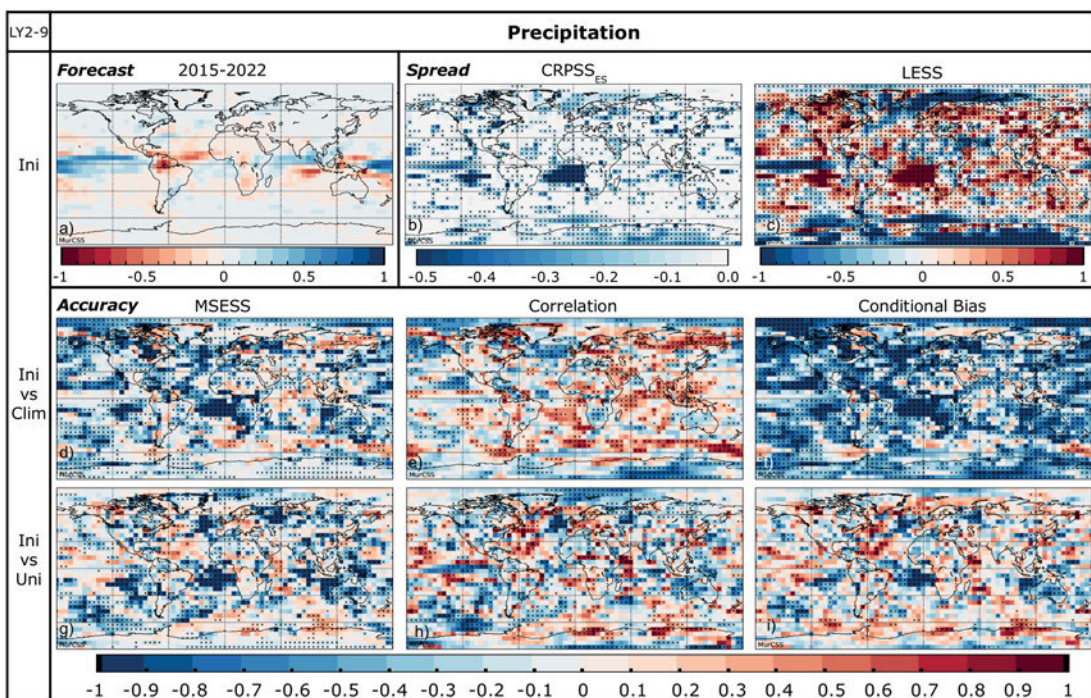 LY2-9
Precipitation
Forecast 2015-2022
Spread CRPSS_ES
LESS
Ini
a)
MurCSS
b)
MurCSS
c)
-1 -0.5 0 0.5 1
-0.5 -0.4 -0.3 -0.2 -0.1 0.0
-1 -0.5 0 0.5 1
Accuracy MSESS
Correlation
Conditional Bias
Ini
vs
Clim
d)
MurCSS
e)
MurCSS
f)
MurCSS
Ini
vs
Uni
g)
MurCSS
h)
MurCSS
i)
MurCSS
-1 -0.9 -0.8 -0.7 -0.6 -0.5 -0.4 -0.3 -0.2 -0.1 0 0.1 0.2 0.3 0.4 0.5 0.6 0.7 0.8 0.9 1